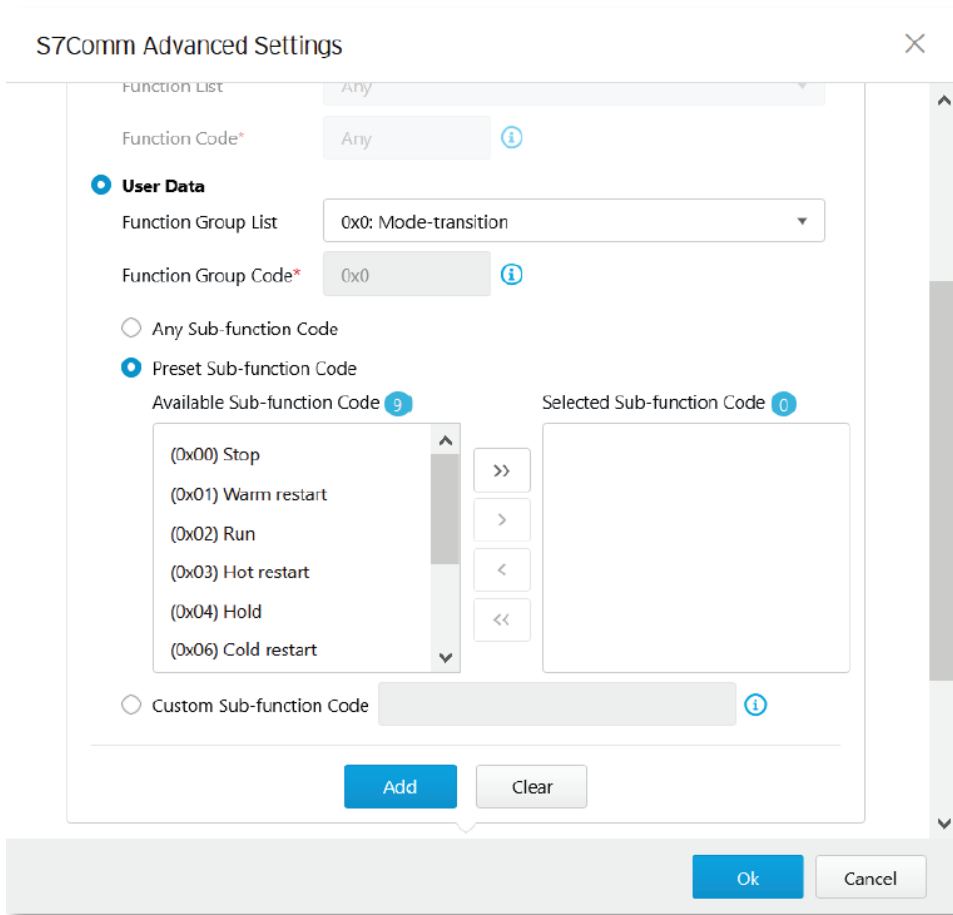 S7Comm Advanced Settings
Function List Any
Function Code* Any
User Data
Function Group List 0x0: Mode-transition
Function Group Code* 0x0
Any Sub-function Code
Preset Sub-function Code
Available Sub-function Code 9 Selected Sub-function Code 0
(0x00) Stop
(0x01) Warm restart
(0x02) Run
(0x03) Hot restart
(0x04) Hold
(0x06) Cold restart
>>
>
<
<<
Custom Sub-function Code
Add Clear
Ok Cancel